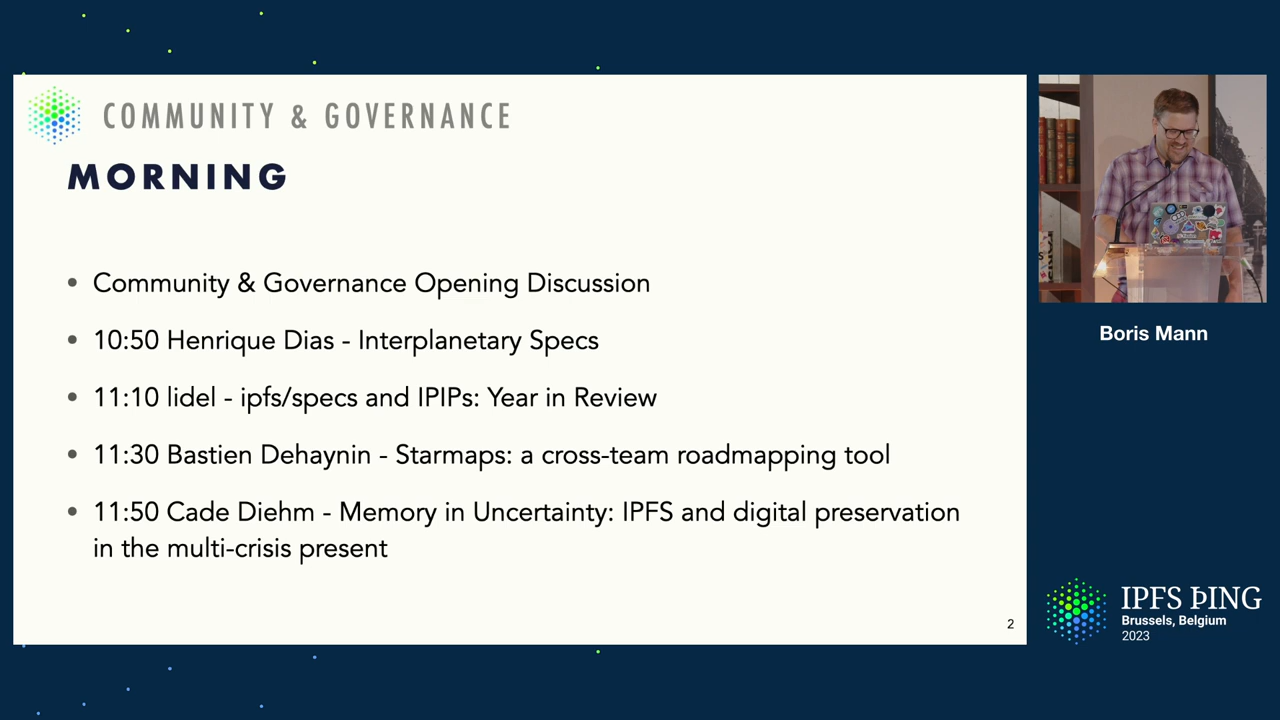 COMMUNITY & GOVERNANCE
MORNING
• Community & Governance Opening Discussion
• 10:50 Henrique Dias - Interplanetary Specs
• 11:10 lidel - ipfs/specs and IPIPs: Year in Review
• 11:30 Bastien Dehaynin - Starmaps: a cross-team roadmapping tool
• 11:50 Cade Diehm - Memory in Uncertainty: IPFS and digital preservation
in the multi-crisis present
2
Boris Mann
IPFS ÞING
Brussels, Belgium
2023